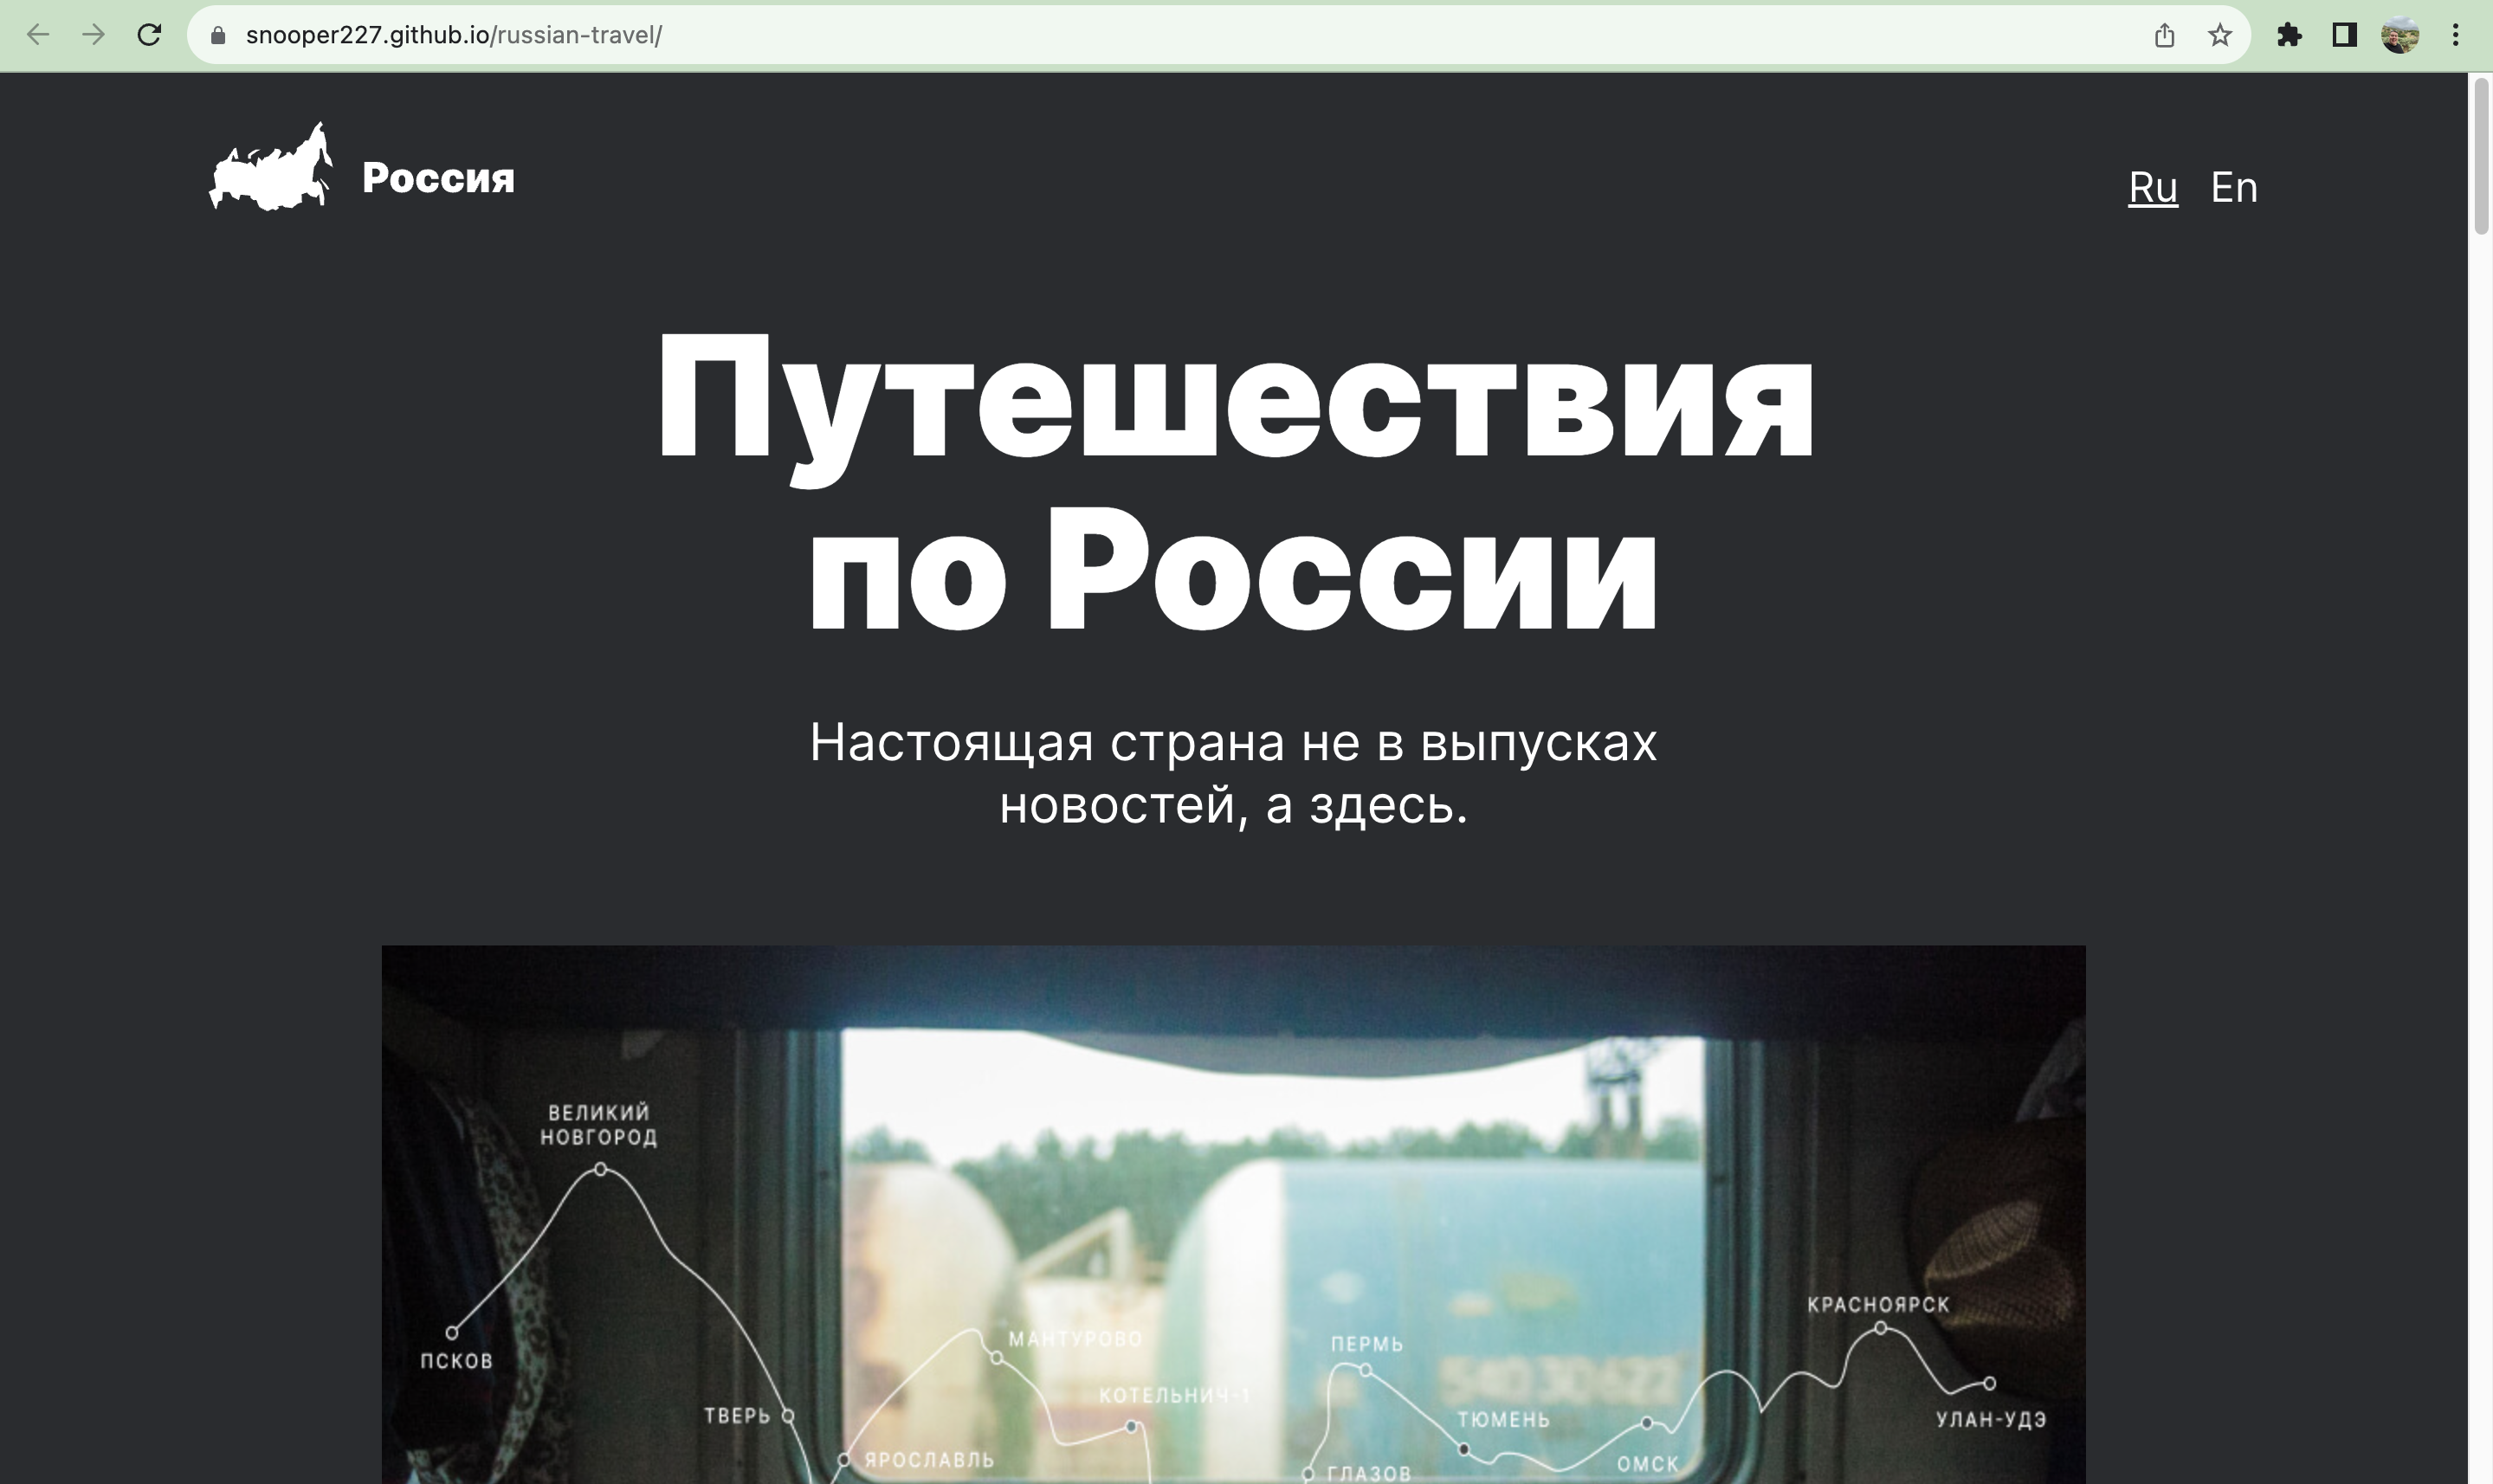 snooper227.github.io/russian-travel/
Россия
Ru En
Путешествия
по России
Настоящая страна не в выпусках
новостей, а здесь.
ВЕЛИКИЙ
НОВГОРОД
ПСКОВ
ТВЕРЬ
ЯРОСЛАВЛЬ
МАНТУРОВО
КОТЕЛЬНИЧ-1
ГЛАЗОВ
ПЕРМЬ
ТЮМЕНЬ
ОМСК
КРАСНОЯРСК
УЛАН-УДЭ